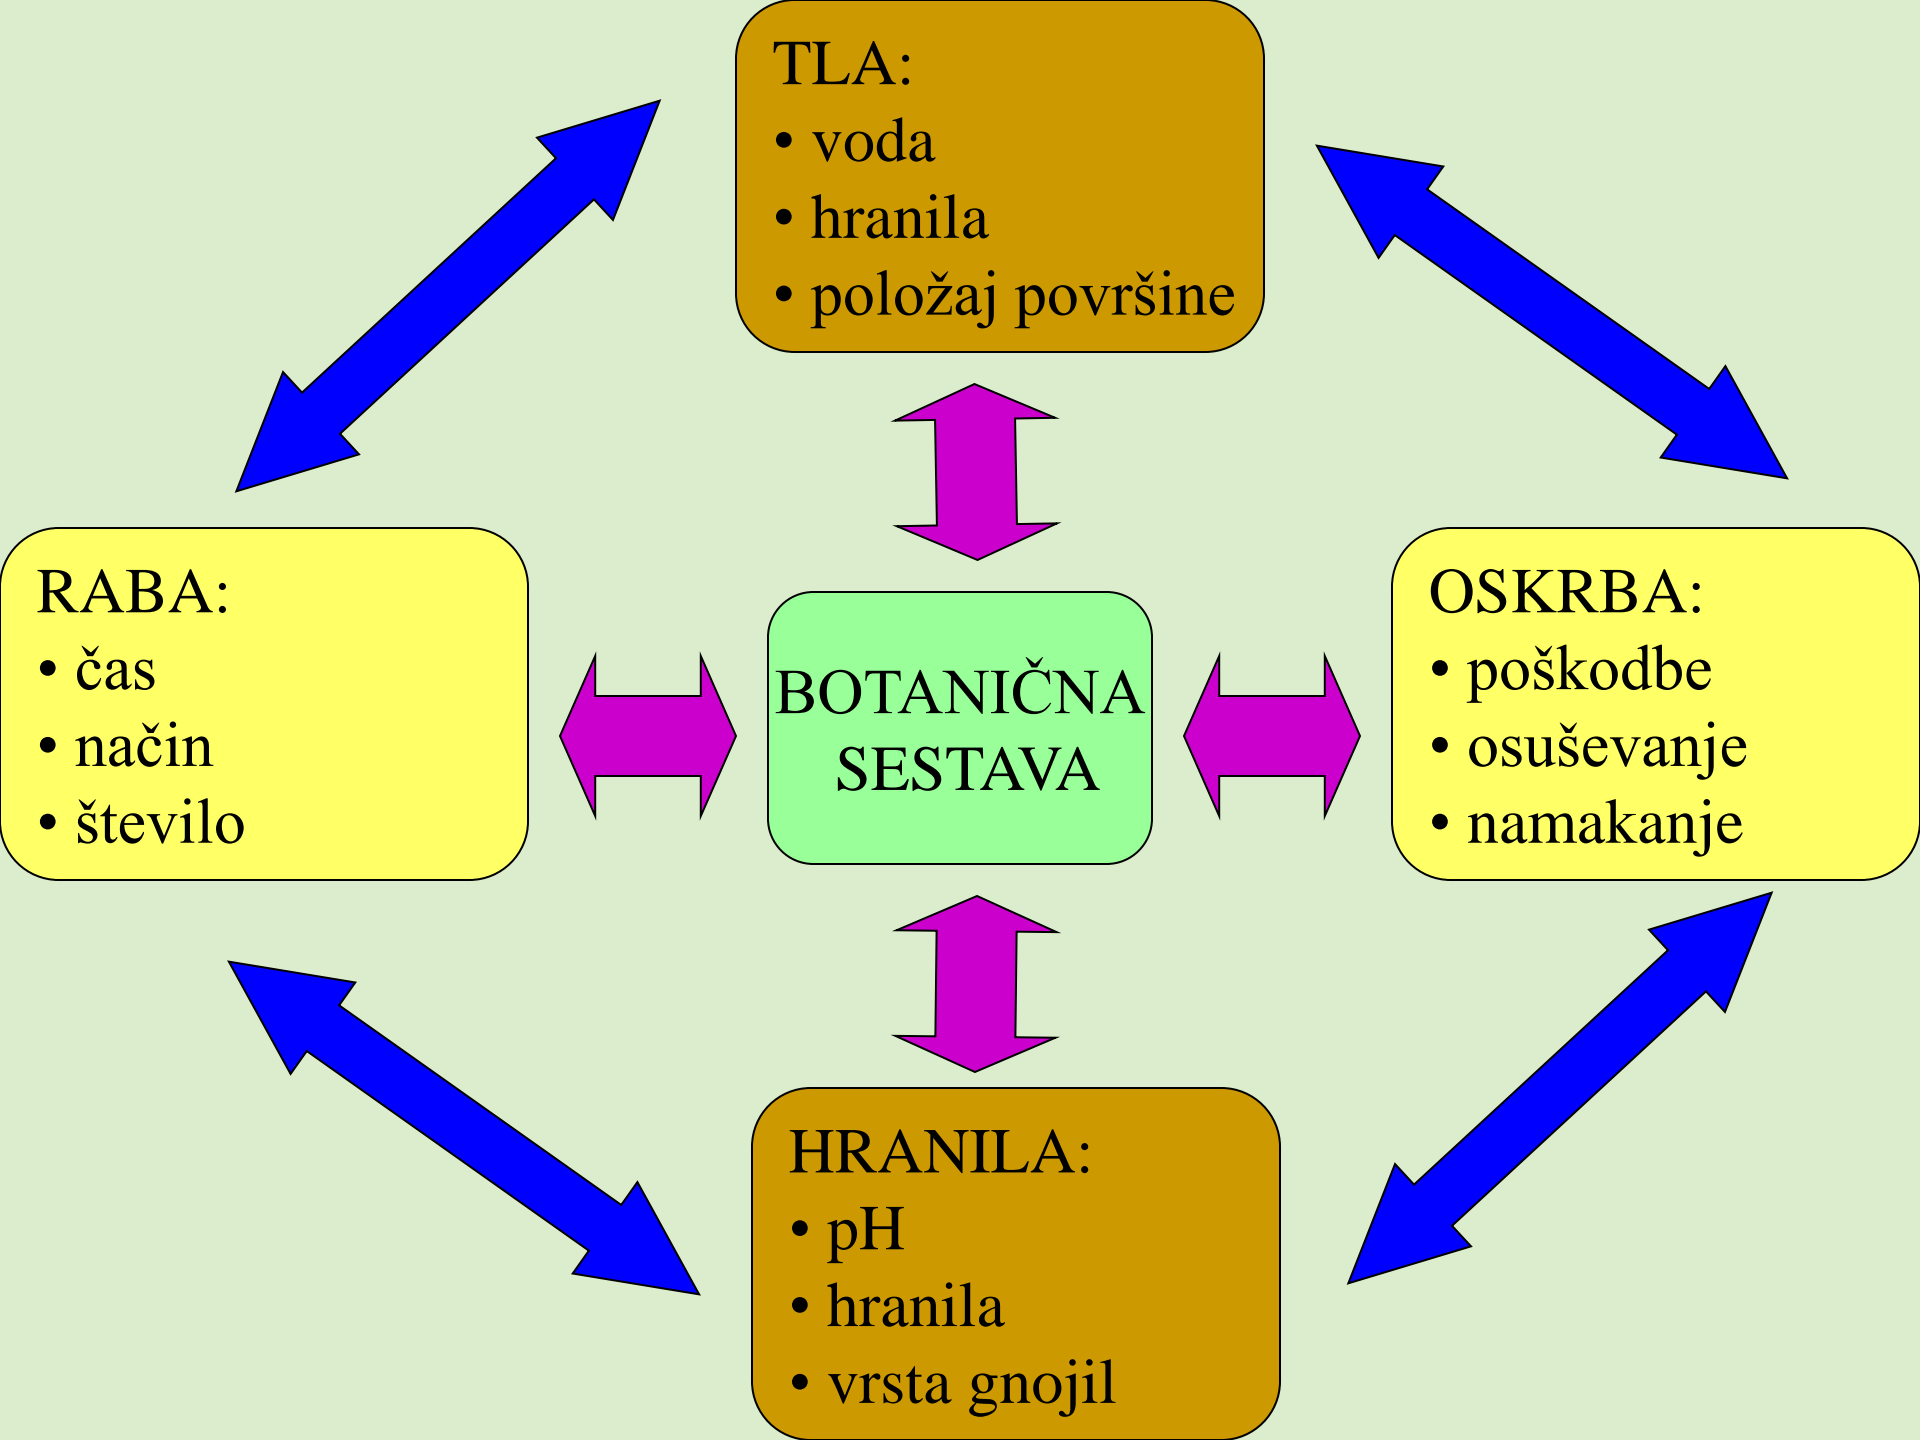 TLA:
• voda
• hranila
• položaj površine
RABA:
• čas
• način
• število
BOTANIČNA
SESTAVA
OSKRBA:
• poškodbe
• osuševanje
• namakanje
HRANILA:
• pH
• hranila
• vrsta gnojil